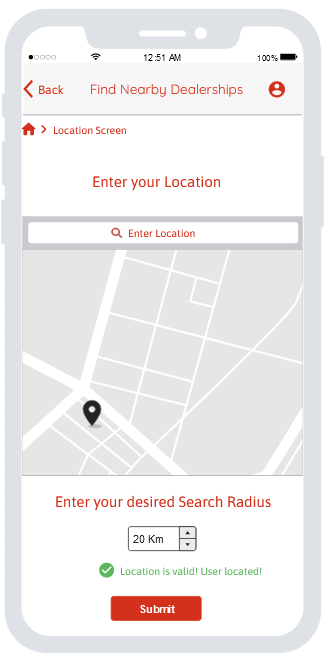 12:51 AM
100%
Back
Find Nearby Dealerships
Location Screen
Enter your Location
Enter Location
Enter your desired Search Radius
20 Km
Location is valid! User located!
Submit